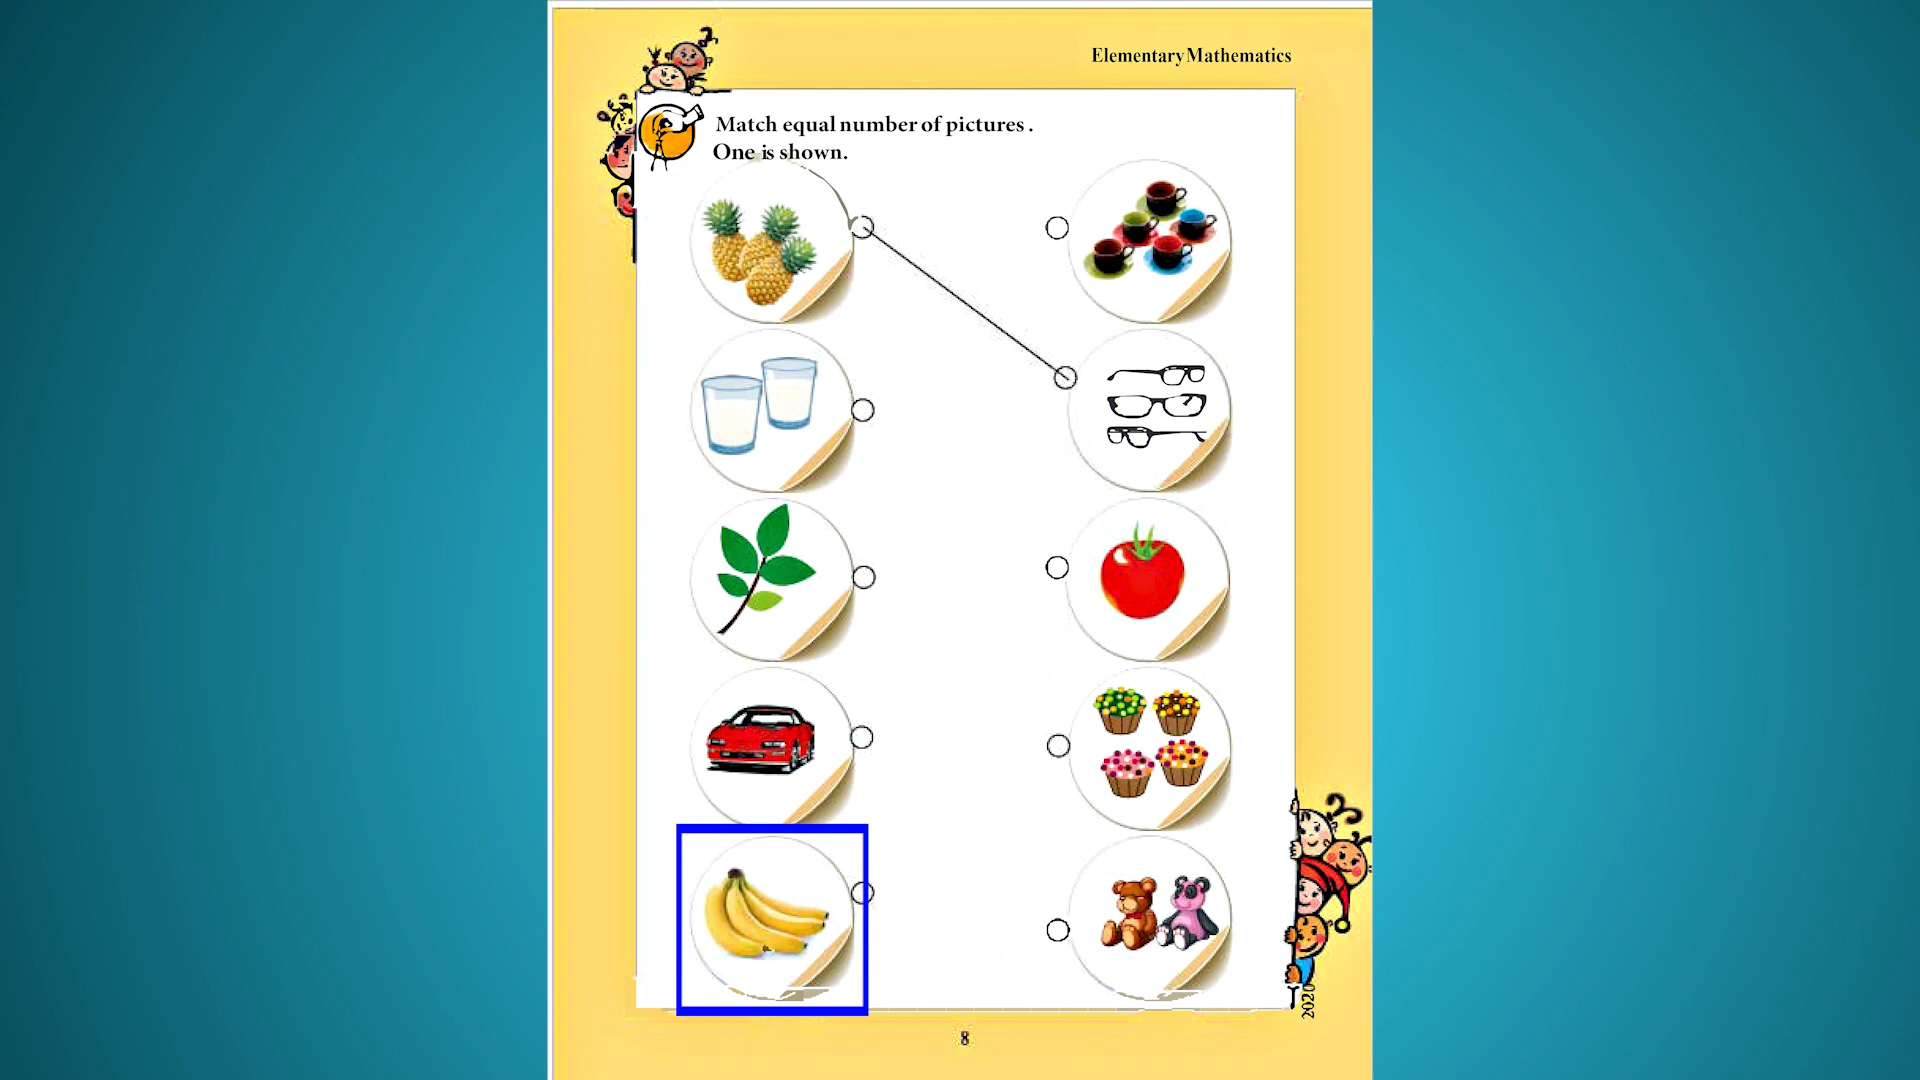 Elementary Mathematics
Match equal number of pictures .
One is shown.
2020
8